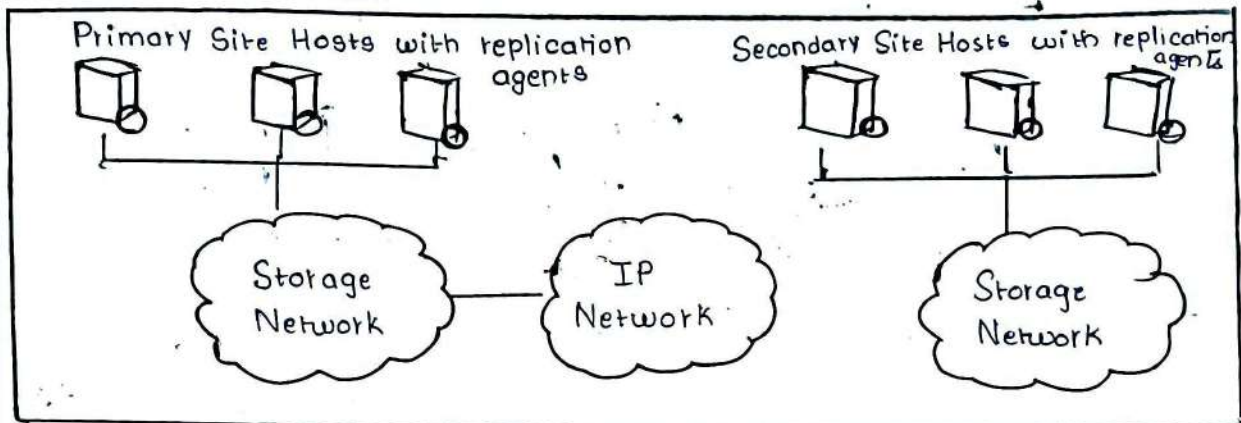 Primary Site Hosts with replication
agents
Secondary Site Hosts with replication
agents
Storage
Network
IP
Network
Storage
Network